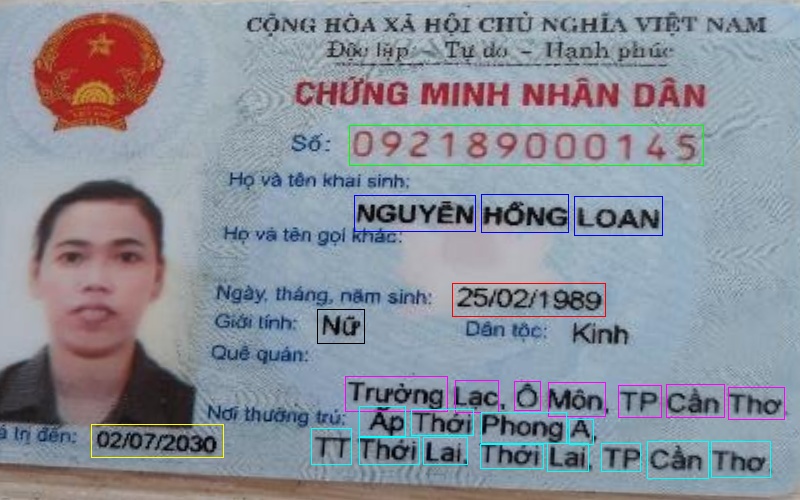 CỘNG HÒA XÃ HỘI CHỦ NGHĨA VIỆT NAM
Độc lập - Tự do - Hạnh phúc
CHỨNG MINH NHÂN DÂN
Số: 092189000145
Họ và tên khai sinh:
NGUYỄN HỒNG LOAN
Họ và tên gọi khác:
Ngày, tháng, năm sinh: 25/02/1989
Giới tính: Nữ Dân tộc: Kinh
Quê quán:
Trường Lạc, Ô Môn, TP Cần Thơ
Nơi thường trú: Ấp Thới Phong A,
TT Thới Lai, Thới Lai, TP Cần Thơ
trị đến: 02/07/2030